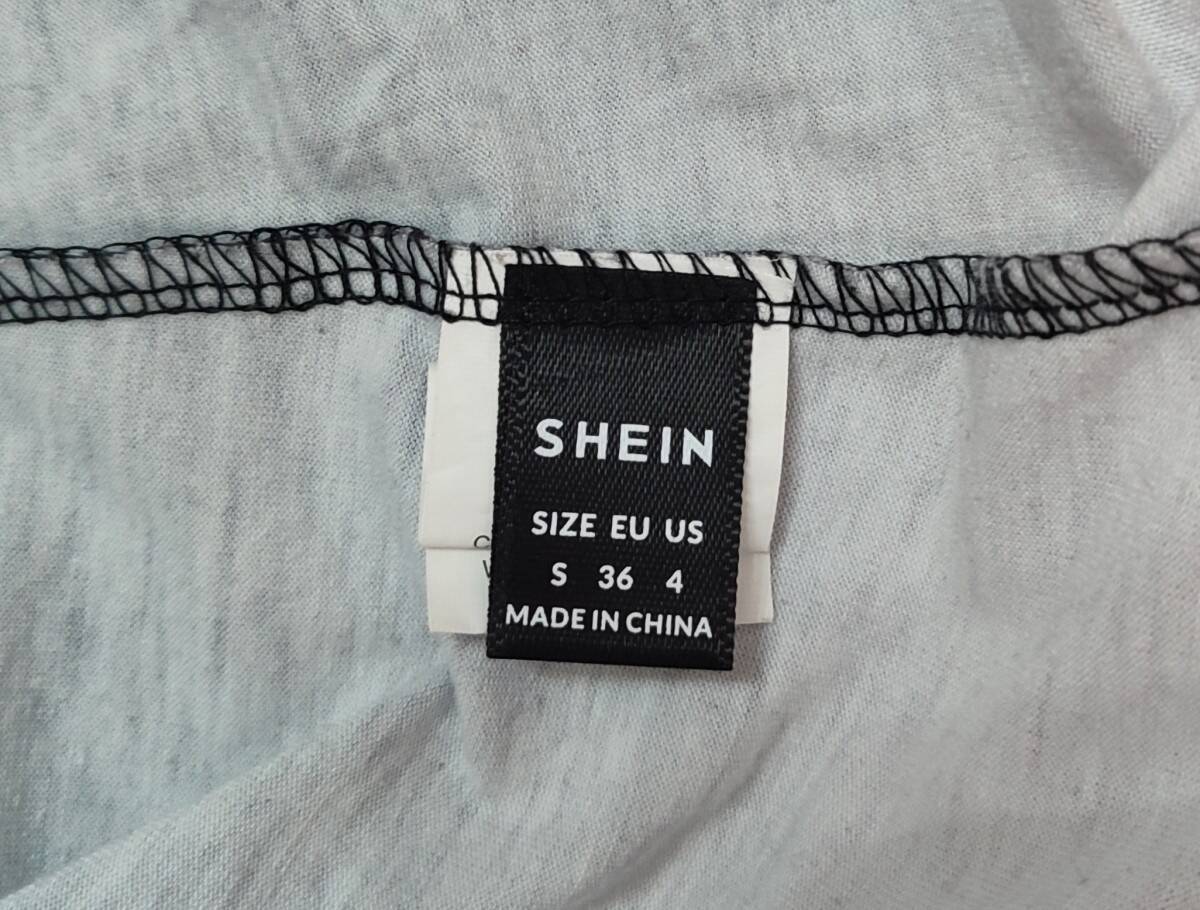 SHEIN
SIZE EU US
S 36 4
MADE IN CHINA